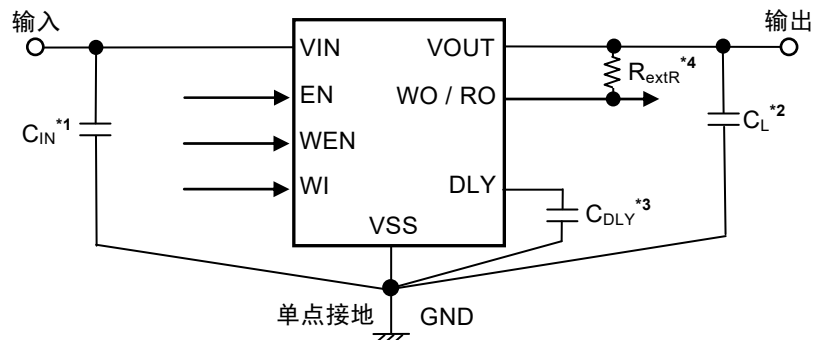 输入
输出
VIN
VOUT
RextR*4
EN
WO / RO
CIN*1
CL*2
WEN
WI
DLY
CDLY*3
VSS
单点接地
GND